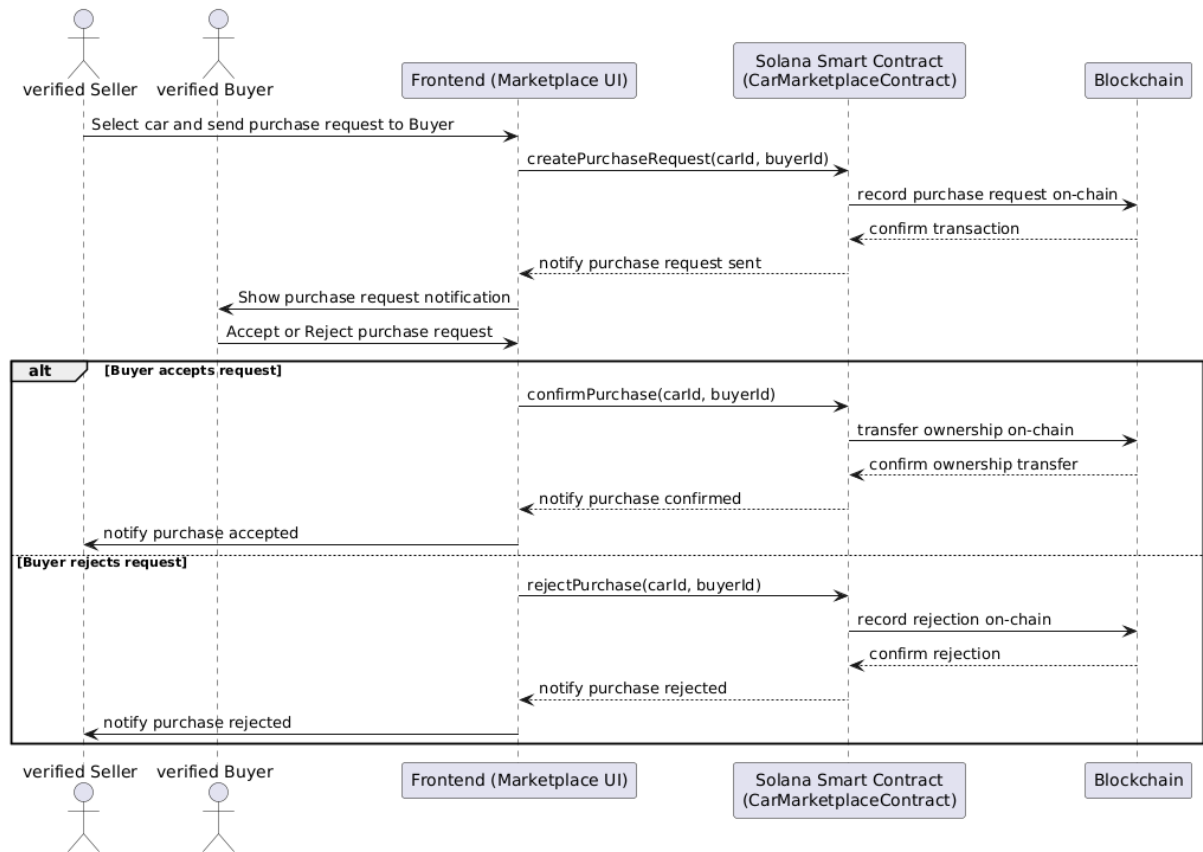 verified Seller
verified Buyer
Frontend (Marketplace UI)
Solana Smart Contract
(CarMarketplaceContract)
Blockchain
Select car and send purchase request to Buyer
createPurchaseRequest(carId, buyerId)
record purchase request on-chain
confirm transaction
notify purchase request sent
Show purchase request notification
Accept or Reject purchase request
alt [Buyer accepts request]
confirmPurchase(carId, buyerId)
transfer ownership on-chain
confirm ownership transfer
notify purchase confirmed
notify purchase accepted
[Buyer rejects request]
rejectPurchase(carId, buyerId)
record rejection on-chain
confirm rejection
notify purchase rejected
notify purchase rejected
verified Seller
verified Buyer
Frontend (Marketplace UI)
Solana Smart Contract
(CarMarketplaceContract)
Blockchain